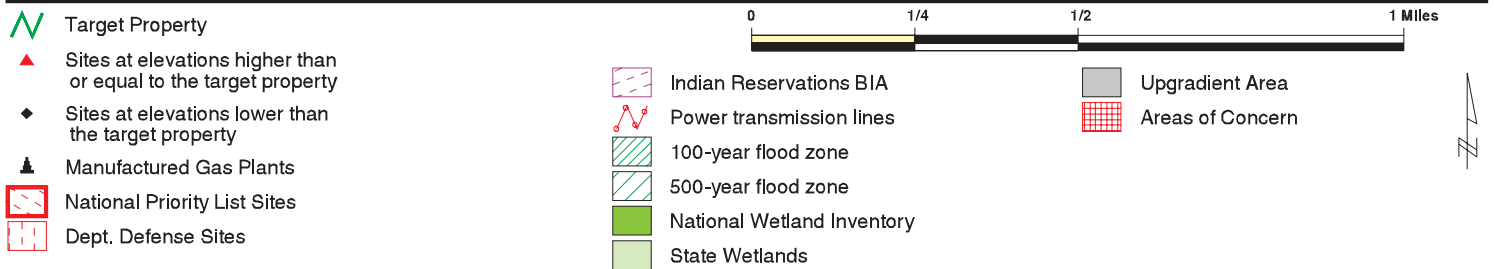 0 1/4 1/2 1 Miles
Target Property
Sites at elevations higher than
or equal to the target property
Sites at elevations lower than
the target property
Manufactured Gas Plants
National Priority List Sites
Dept. Defense Sites
Indian Reservations BIA
Power transmission lines
100-year flood zone
500-year flood zone
National Wetland Inventory
State Wetlands
Upgradient Area
Areas of Concern
N